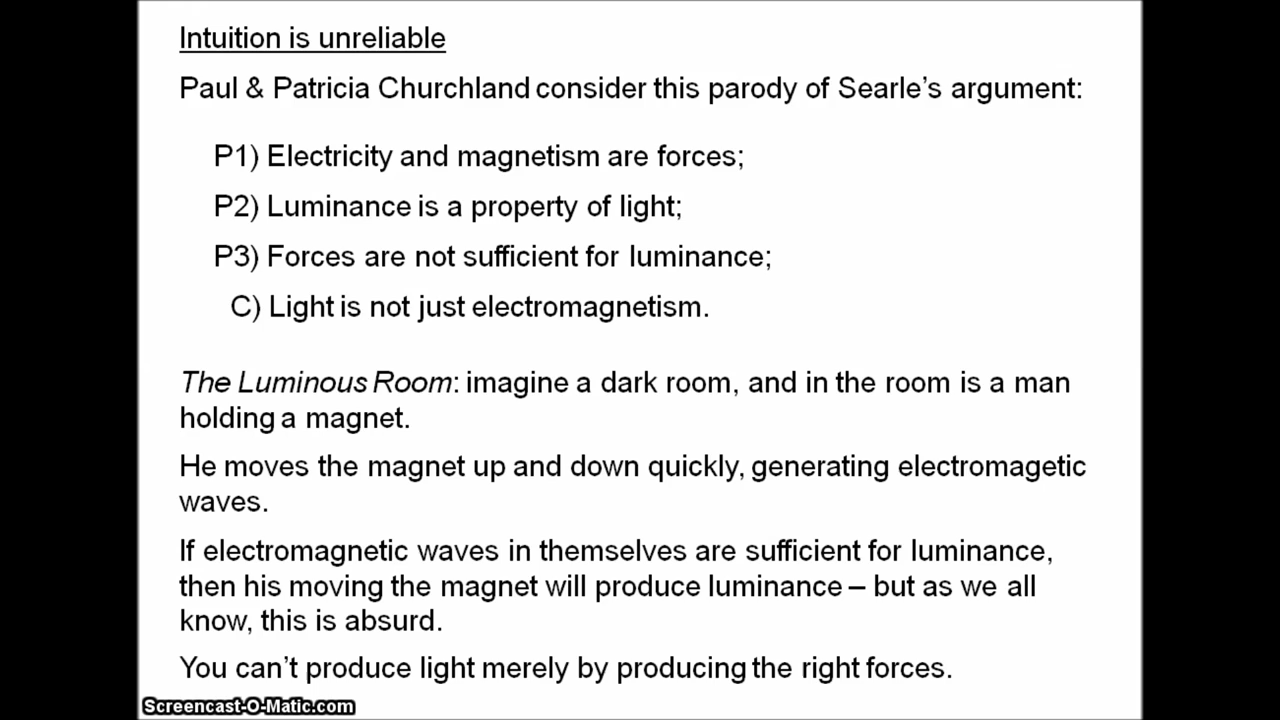 Intuition is unreliable
Paul & Patricia Churchland consider this parody of Searle's argument:
P1) Electricity and magnetism are forces;
P2) Luminance is a property of light;
P3) Forces are not sufficient for luminance;
C) Light is not just electromagnetism.
The Luminous Room: imagine a dark room, and in the room is a man
holding a magnet.
He moves the magnet up and down quickly, generating electromagetic
waves.
If electromagnetic waves in themselves are sufficient for luminance,
then his moving the magnet will produce luminance – but as we all
know, this is absurd.
You can't produce light merely by producing the right forces.
Screencast-O-Matic.com